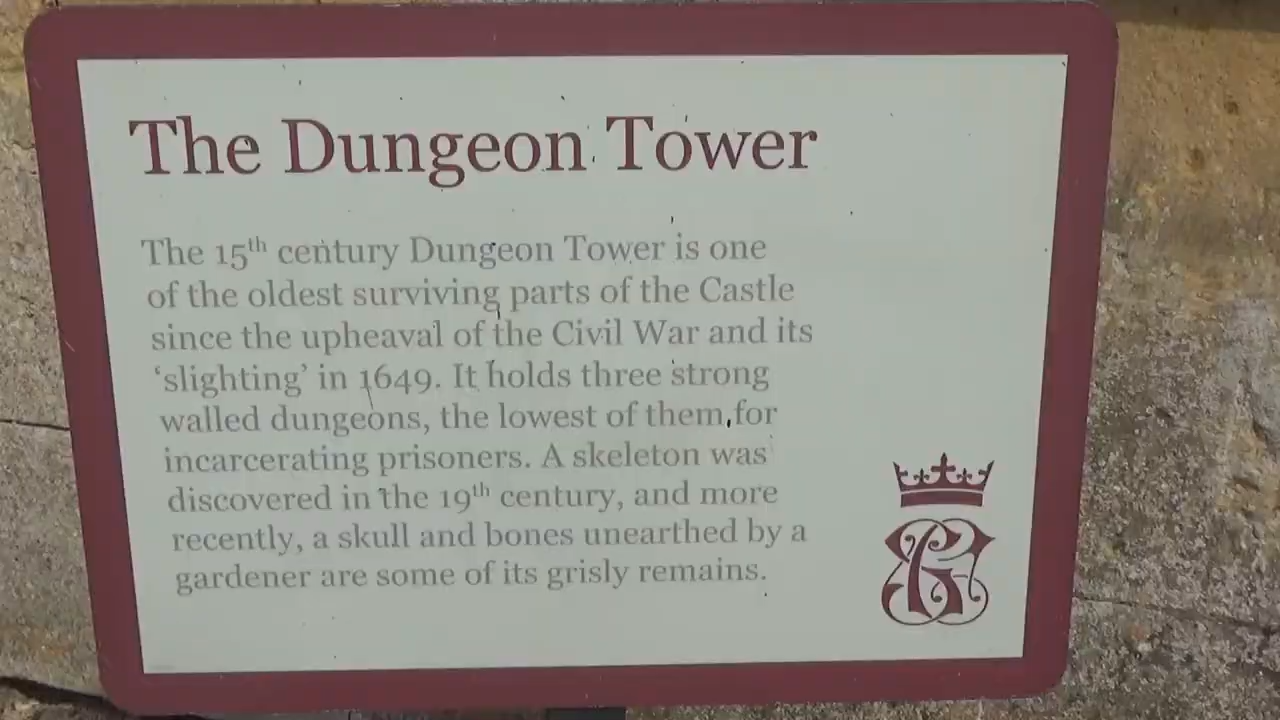 The Dungeon Tower
The 15th century Dungeon Tower is one
of the oldest surviving parts of the Castle
since the upheaval of the Civil War and its
‘slighting’ in 1649. It holds three strong
walled dungeons, the lowest of them for
incarcerating prisoners. A skeleton was
discovered in the 19th century, and more
recently, a skull and bones unearthed by a
gardener are some of its grisly remains.